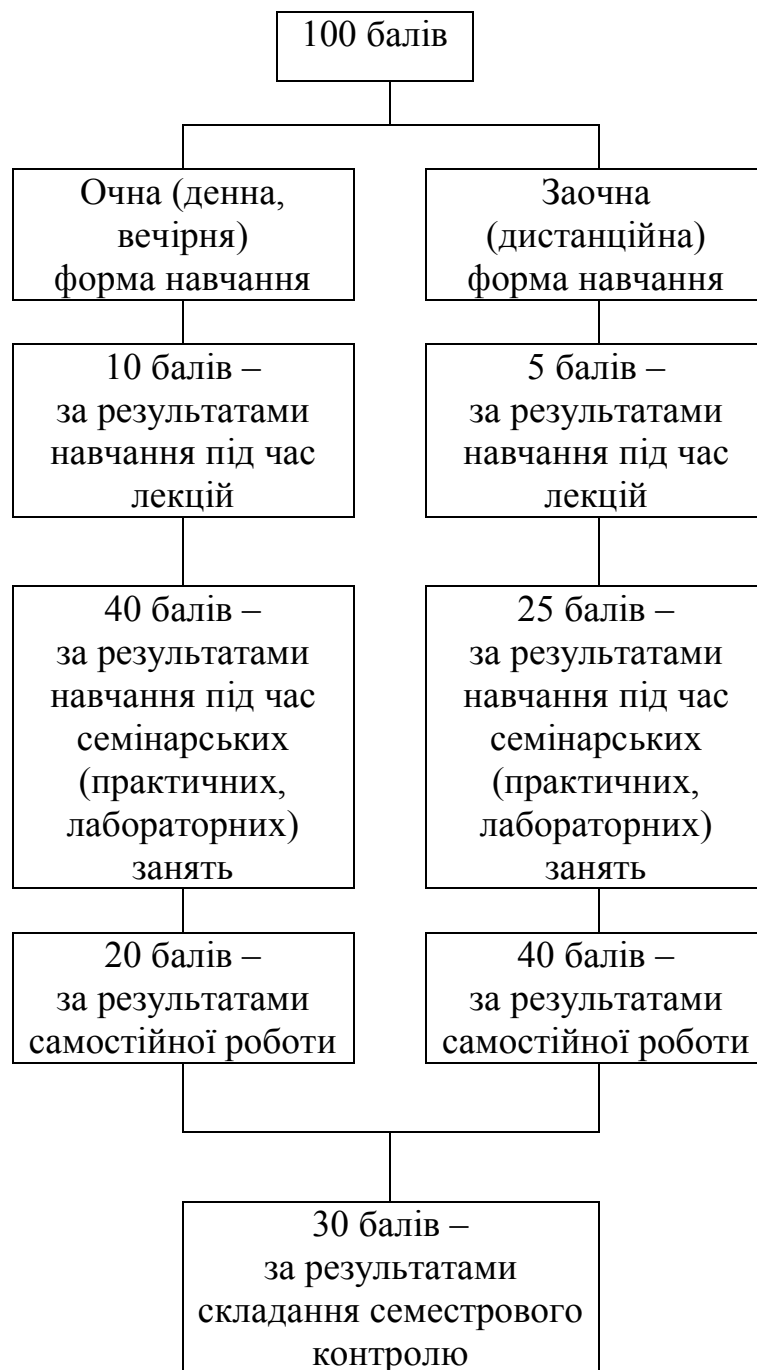 100 балів
Очна (денна,
вечірня)
форма навчання
Заочна
(дистанційна)
форма навчання
10 балів –
за результатами
навчання під час
лекцій
5 балів –
за результатами
навчання під час
лекцій
40 балів –
за результатами
навчання під час
семінарських
(практичних,
лабораторних)
занять
25 балів –
за результатами
навчання під час
семінарських
(практичних,
лабораторних)
занять
20 балів –
за результатами
самостійної роботи
40 балів –
за результатами
самостійної роботи
30 балів –
за результатами
складання семестрового
контролю